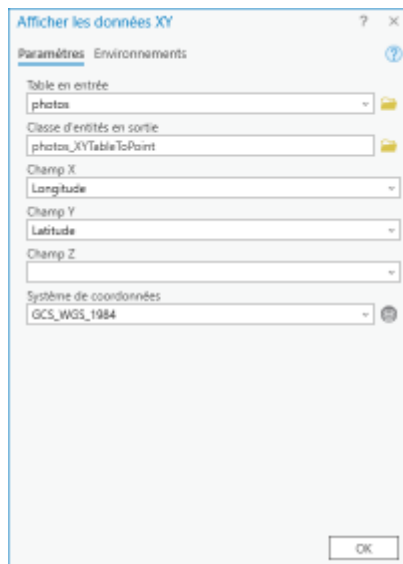 Afficher les données XY ? ×
Paramètres Environnements ?
Table en entrée
photos
Classe d'entités en sortie
photos_XYTableToPoint
Champ X
Longitude
Champ Y
Latitude
Champ Z
Système de coordonnées
GCS_WGS_1984
OK